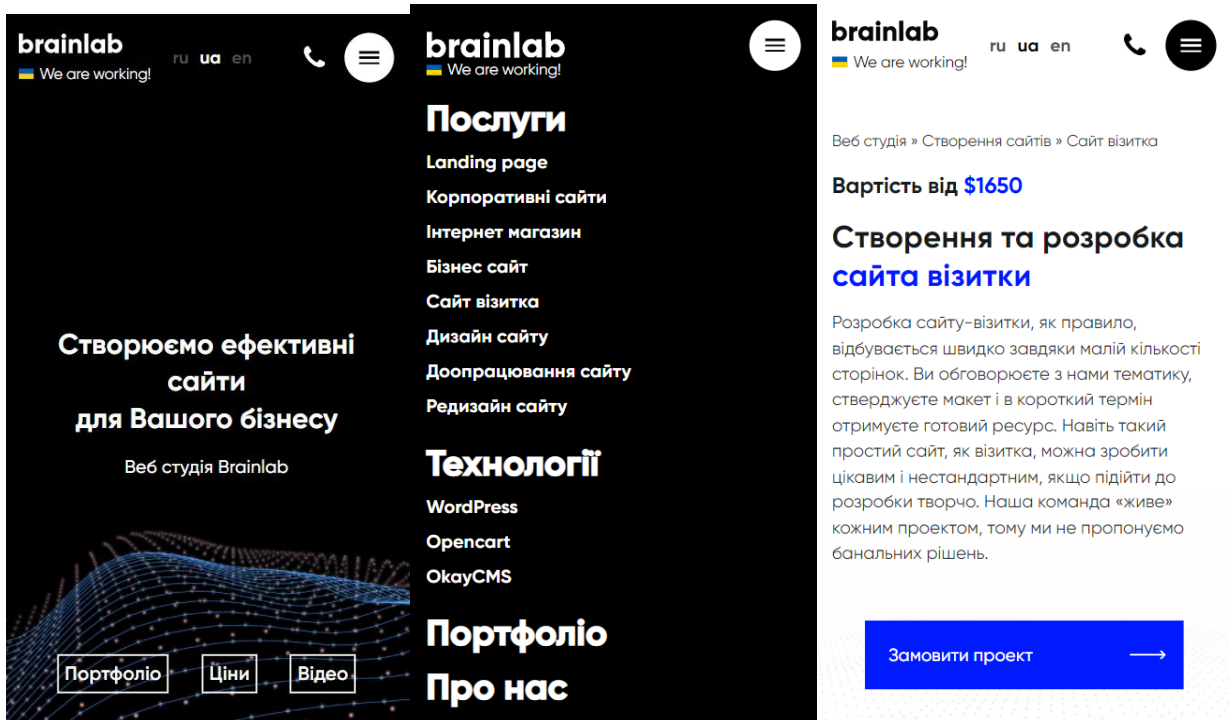 brainlab
ru ua en
We are working!
Створюємо ефективні
сайти
для Вашого бізнесу
Веб студія Brainlab
Портфоліо
Ціни
Відео
brainlab
We are working!
Послуги
Landing page
Корпоративні сайти
Інтернет магазин
Бізнес сайт
Сайт візитка
Дизайн сайту
Доопрацювання сайту
Редизайн сайту
Технології
WordPress
Opencart
OkayCMS
Портфоліо
Про нас
brainlab
ru ua en
We are working!
Веб студія » Створення сайтів » Сайт візитка
Вартість від $1650
Створення та розробка
сайта візитки
Розробка сайту-візитки, як правило,
відбувається швидко завдяки малій кількості
сторінок. Ви обговорюєте з нами тематику,
стверджуєте макет і в короткий термін
отримуєте готовий ресурс. Навіть такий
простий сайт, як візитка, можна зробити
цікавим і нестандартним, якщо підійти до
розробки творчо. Наша команда «живе»
кожним проектом, тому ми не пропонуємо
банальних рішень.
Замовити проект